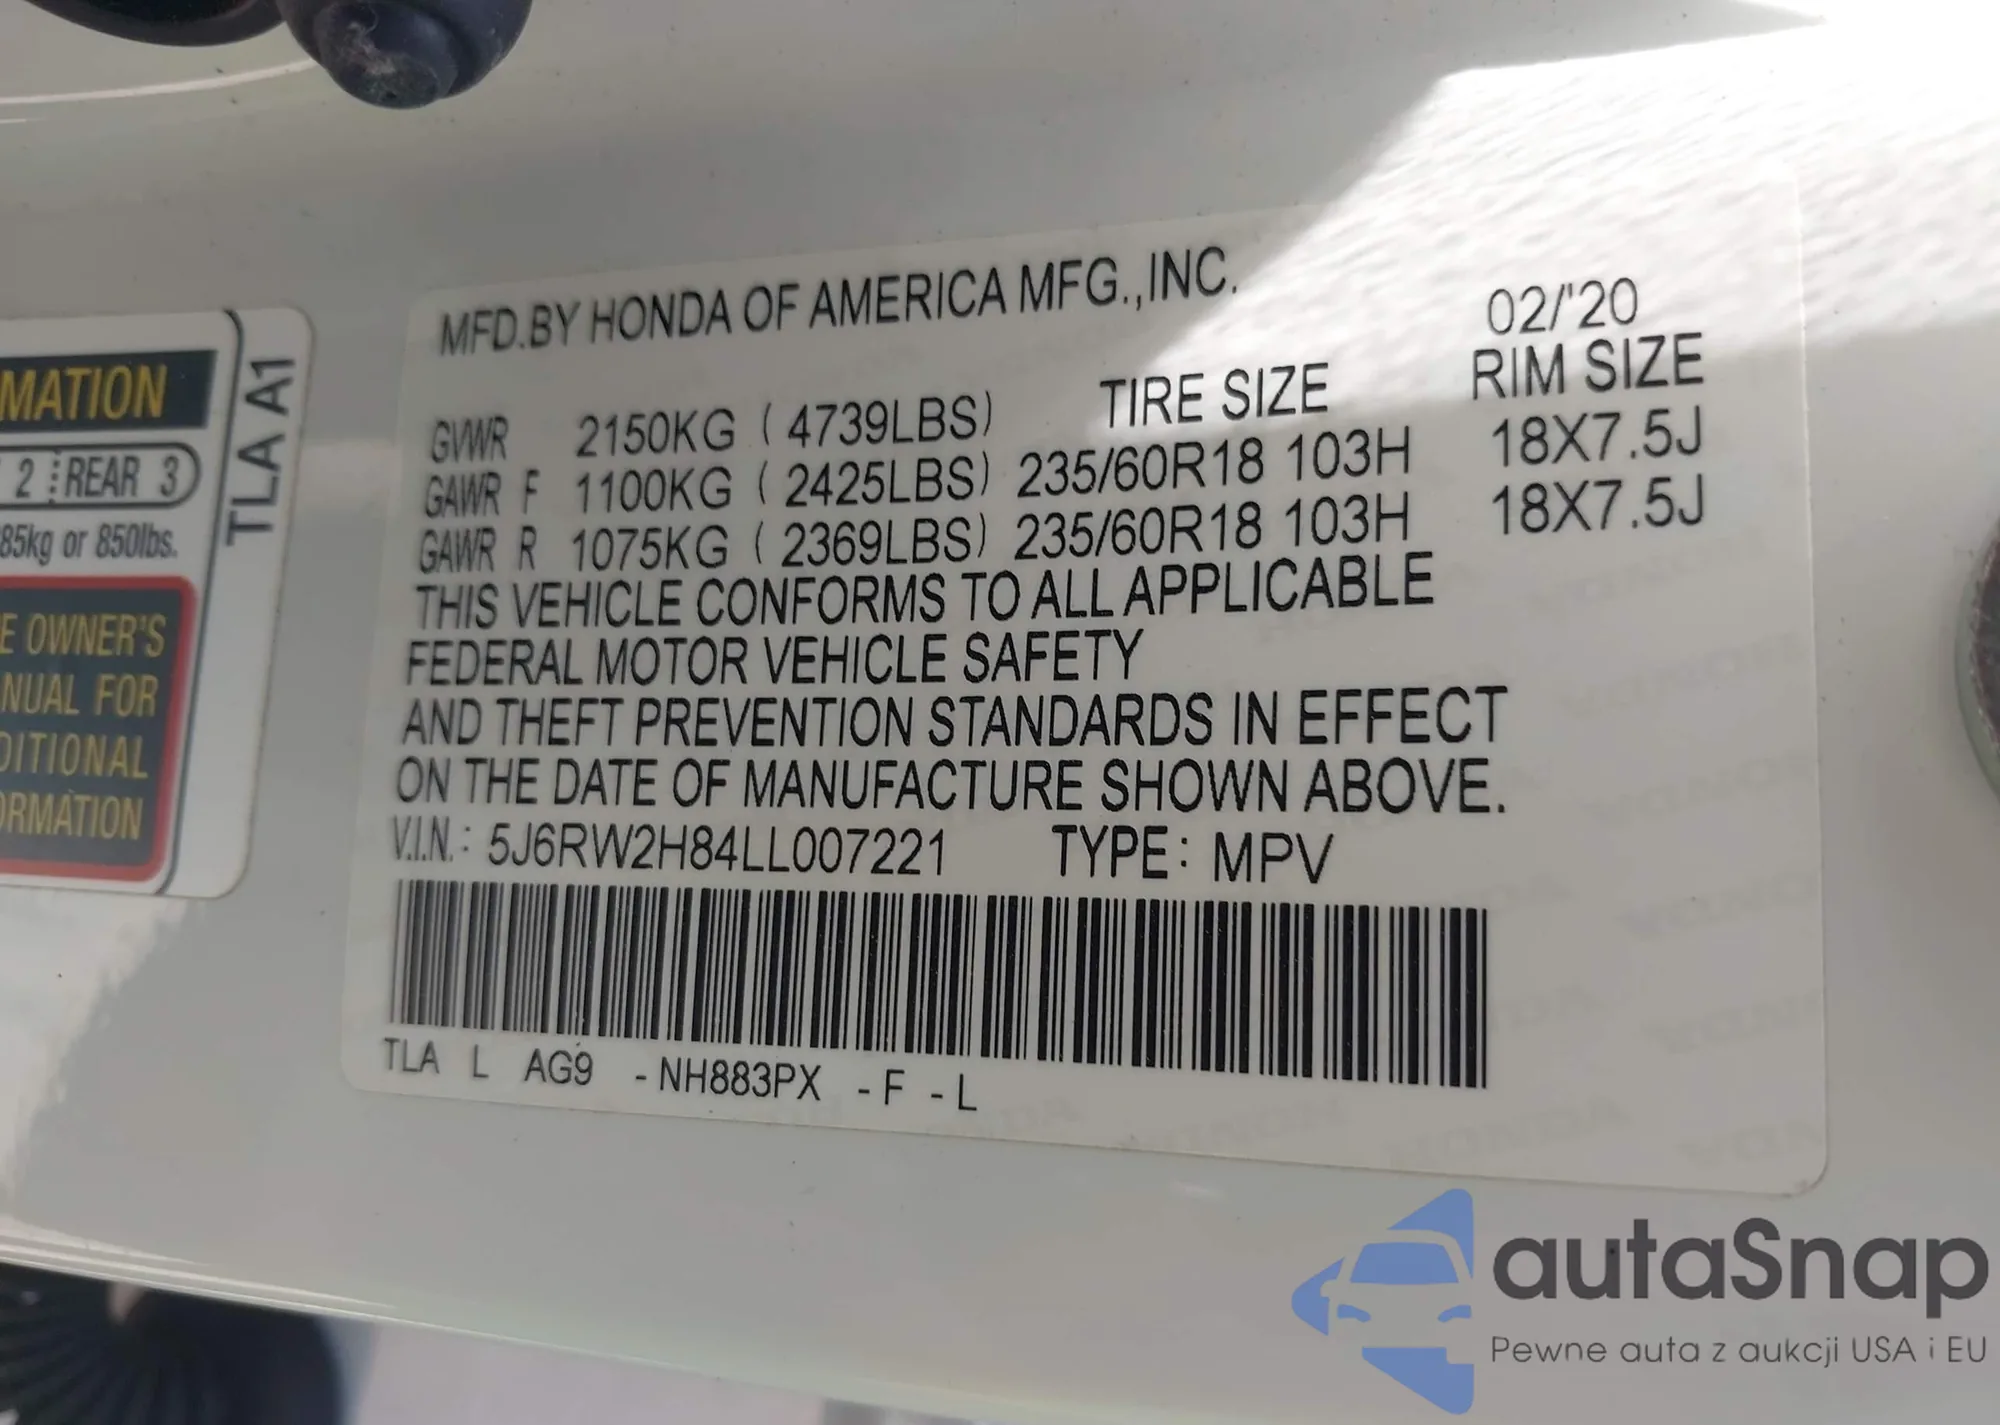 MFD.BY HONDA OF AMERICA MFG.,INC. 02/'20
TIRE SIZE RIM SIZE
GVWR 2150KG ( 4739LBS)
GAWR F 1100KG ( 2425LBS) 235/60R18 103H 18X7.5J
GAWR R 1075KG ( 2369LBS) 235/60R18 103H 18X7.5J
THIS VEHICLE CONFORMS TO ALL APPLICABLE
FEDERAL MOTOR VEHICLE SAFETY
AND THEFT PREVENTION STANDARDS IN EFFECT
ON THE DATE OF MANUFACTURE SHOWN ABOVE.
V.I.N.: 5J6RW2H84LL007221 TYPE: MPV
TLA L AG9 -NH883PX -F -L
MATION
2 REAR 3
85kg or 850lbs.
E OWNER'S
NUAL FOR
DITIONAL
ORMATION
TLA A1
autaSnap
Pewne auta z aukcji USA i EU